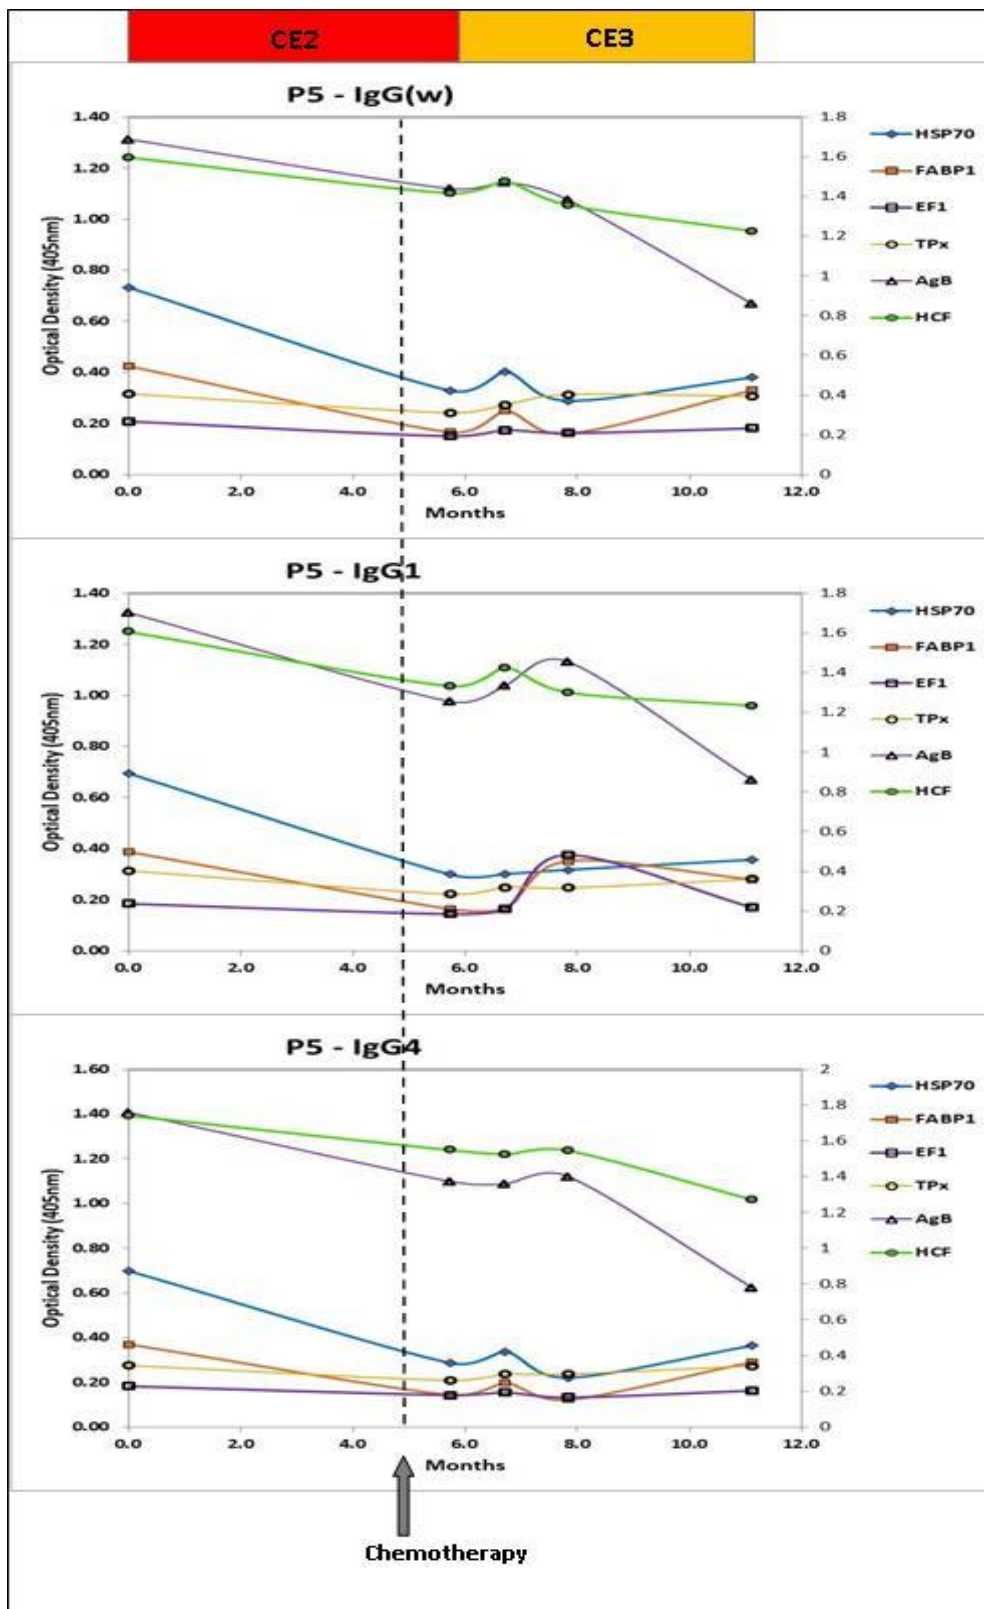 CE2 CE3
P5 - IgG(w)
Optical Density (405nm)
1.40
1.20
1.00
0.80
0.60
0.40
0.20
0.00
1.8
1.6
1.4
1.2
1
0.8
0.6
0.4
0.2
0
0.0 2.0 4.0 6.0 8.0 10.0 12.0
Months
HSP70
FABP1
EF1
TPx
AgB
HCF
P5 - IgG1
Optical Density (405nm)
1.40
1.20
1.00
0.80
0.60
0.40
0.20
0.00
1.8
1.6
1.4
1.2
1
0.8
0.6
0.4
0.2
0
0.0 2.0 4.0 6.0 8.0 10.0 12.0
Months
HSP70
FABP1
EF1
TPx
AgB
HCF
P5 - IgG4
Optical Density (405nm)
1.60
1.40
1.20
1.00
0.80
0.60
0.40
0.20
0.00
2
1.8
1.6
1.4
1.2
1
0.8
0.6
0.4
0.2
0
0.0 2.0 4.0 6.0 8.0 10.0 12.0
Months
HSP70
FABP1
EF1
TPx
AgB
HCF
Chemotherapy